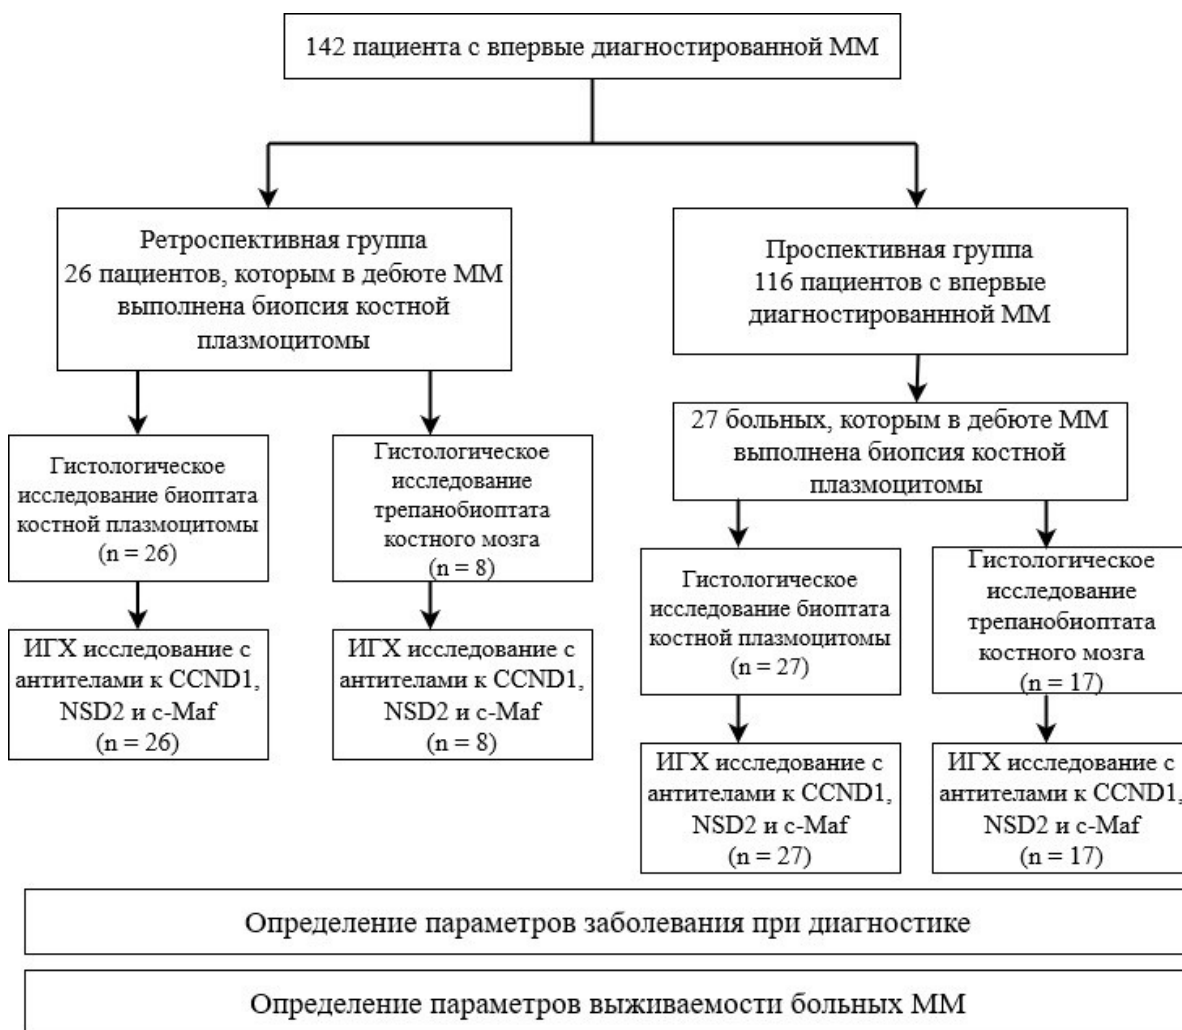 142 пациента с впервые диагностированной ММ
Ретроспективная группа
26 пациентов, которым в дебюте ММ
выполнена биопсия костной
плазмоцитомы
Проспективная группа
116 пациентов с впервые
диагностированнной ММ
27 больных, которым в дебюте ММ
выполнена биопсия костной
плазмоцитомы
Гистологическое
исследование биоптата
костной плазмоцитомы
(n = 26)
Гистологическое
исследование
трепанобиоптата
костного мозга
(n = 8)
Гистологическое
исследование биоптата
костной плазмоцитомы
(n = 27)
Гистологическое
исследование
трепанобиоптата
костного мозга
(n = 17)
ИГХ исследование с
антителами к CCND1,
NSD2 и c-Maf
(n = 26)
ИГХ исследование с
антителами к CCND1,
NSD2 и c-Maf
(n = 8)
ИГХ исследование с
антителами к CCND1,
NSD2 и c-Maf
(n = 27)
ИГХ исследование с
антителами к CCND1,
NSD2 и c-Maf
(n = 17)
Определение параметров заболевания при диагностике
Определение параметров выживаемости больных ММ